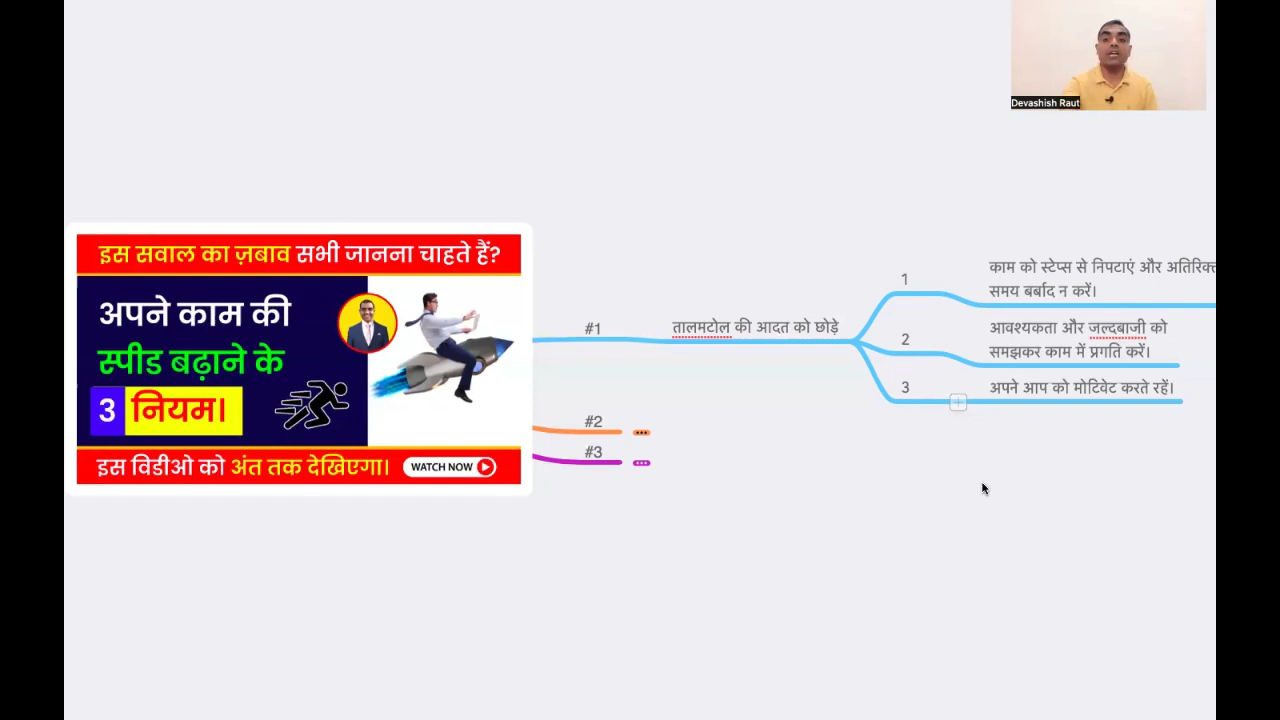 Devashish Raut
इस सवाल का ज़बाव सभी जानना चाहते हैं?
अपने काम की
स्पीड बढ़ाने के
3 नियम।
इस विडीओ को अंत तक देखिएगा।
WATCH NOW
#1
तालमटोल की आदत को छोड़े
1
काम को स्टेप्स से निपटाएं और अतिरिक्त
समय बर्बाद न करें।
2
आवश्यकता और जल्दबाजी को
समझकर काम में प्रगति करें।
3
अपने आप को मोटिवेट करते रहें।
#2
#3